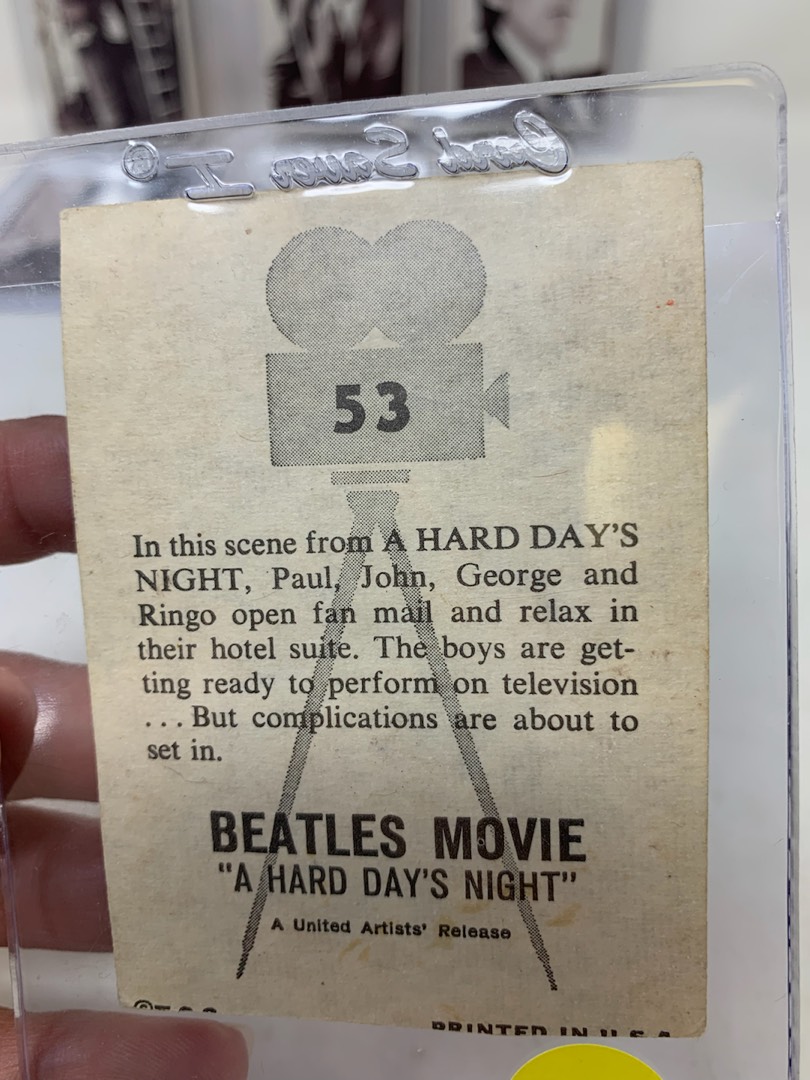 Card Saver I®
53
In this scene from A HARD DAY'S
NIGHT, Paul, John, George and
Ringo open fan mail and relax in
their hotel suite. The boys are get-
ting ready to perform on television
...But complications are about to
set in.
BEATLES MOVIE
"A HARD DAY'S NIGHT"
A United Artists' Release
©T.C.G.
PRINTED IN U.S.A.